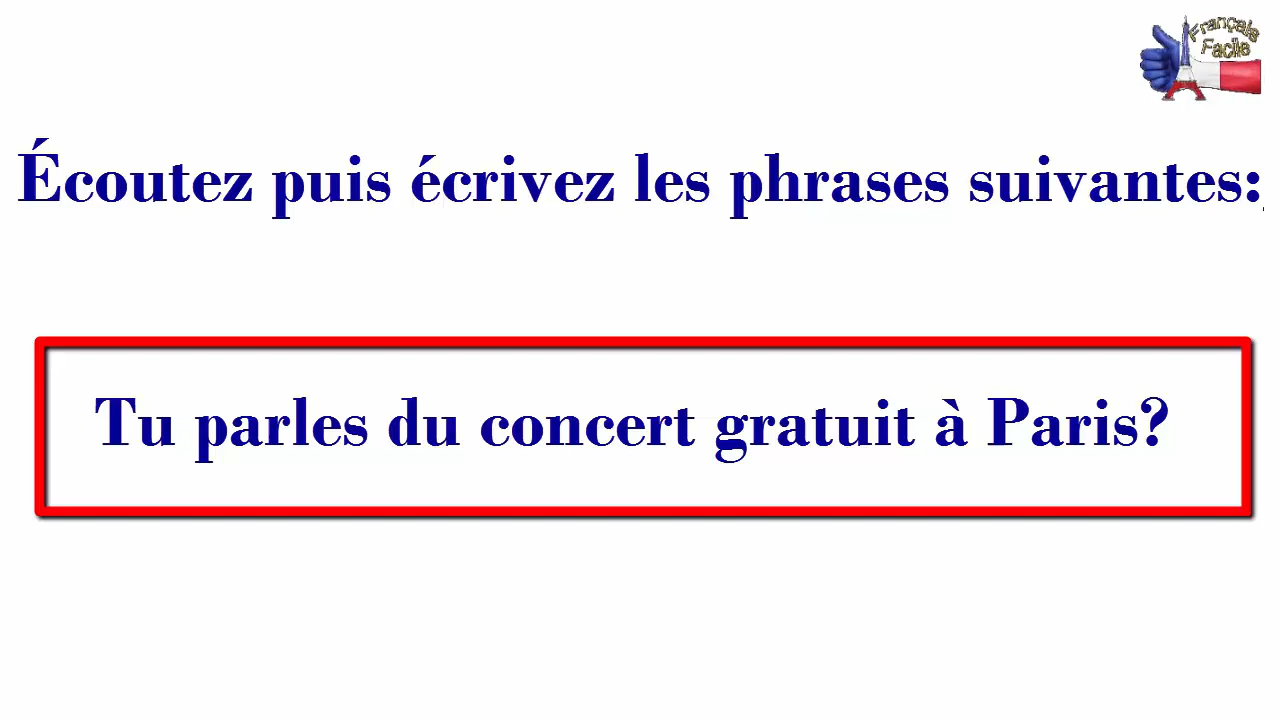 Français
Facile
Écoutez puis écrivez les phrases suivantes:
Tu parles du concert gratuit à Paris?